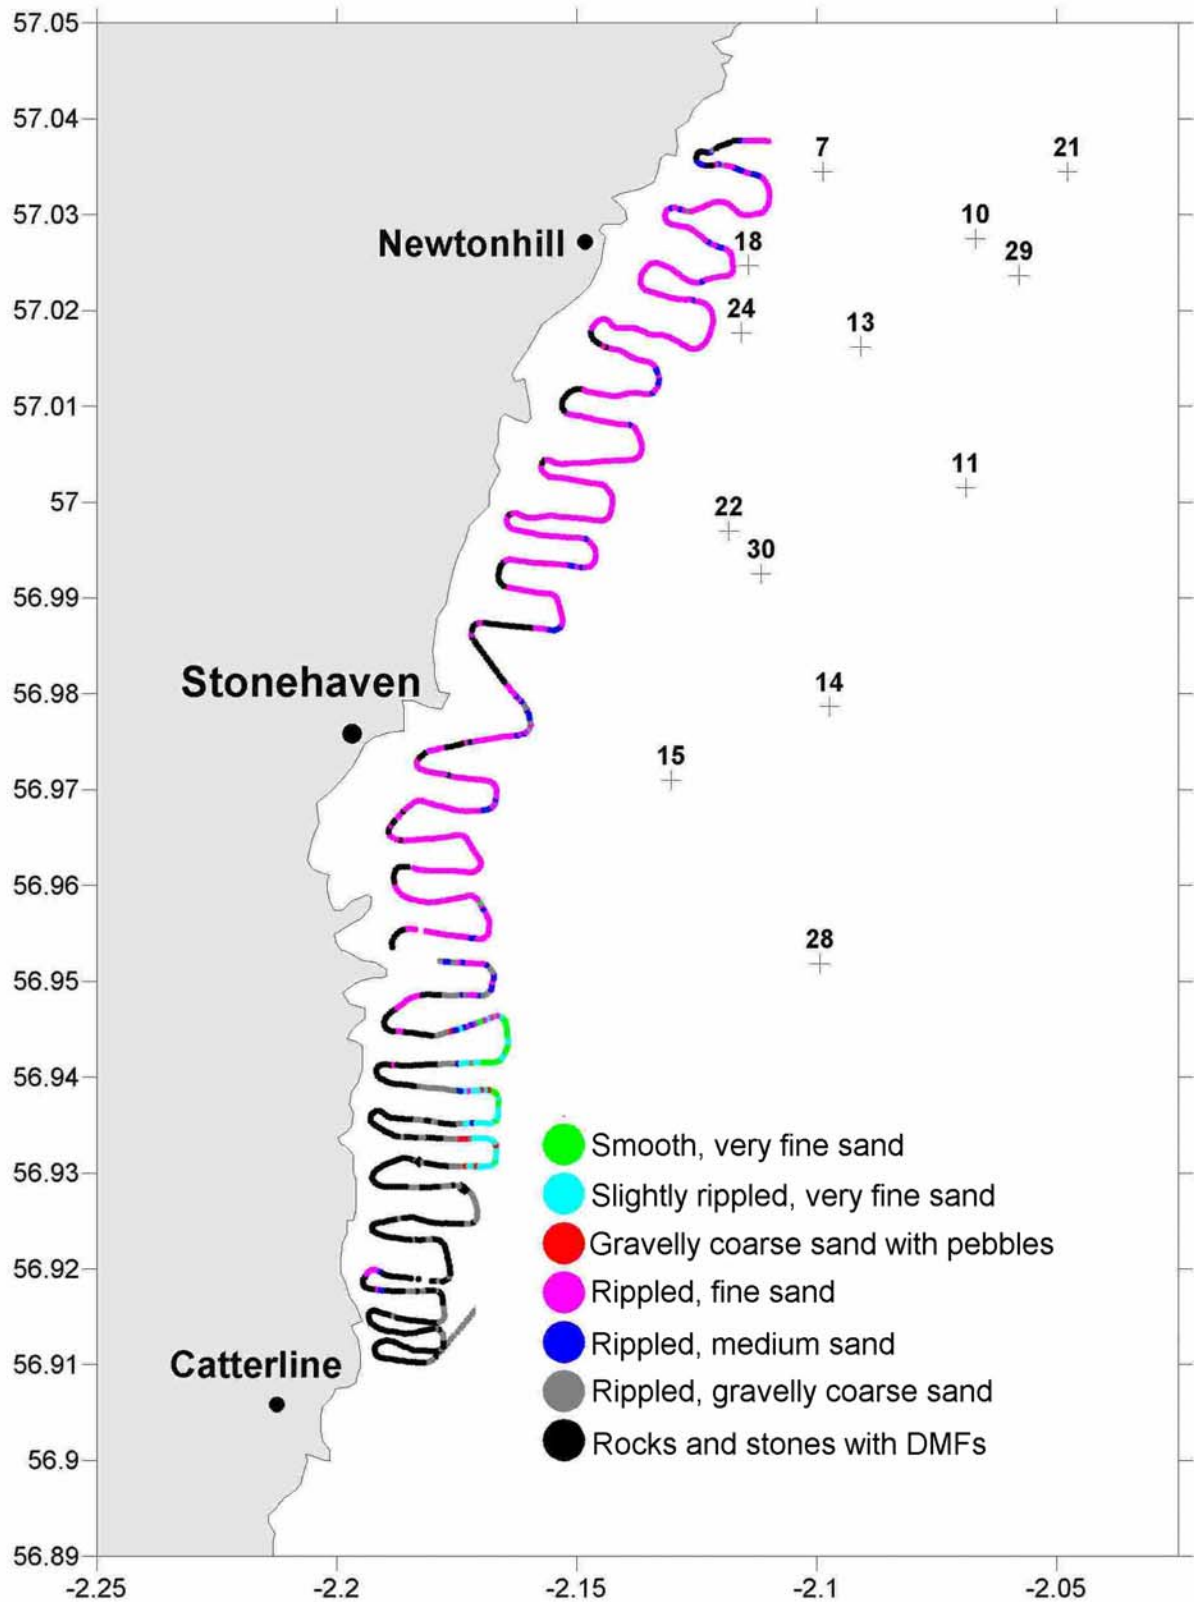 57.05
57.04
7
21
57.03
10
Newtonhill
18
29
57.02
24
13
57.01
11
57
22
30
56.99
Stonehaven
56.98
14
15
56.97
56.96
28
56.95
56.94
Smooth, very fine sand
56.93
Slightly rippled, very fine sand
Gravelly coarse sand with pebbles
56.92
Rippled, fine sand
Rippled, medium sand
56.91
Catterline
Rippled, gravelly coarse sand
Rocks and stones with DMFs
56.9
56.89
-2.25 -2.2 -2.15 -2.1 -2.05